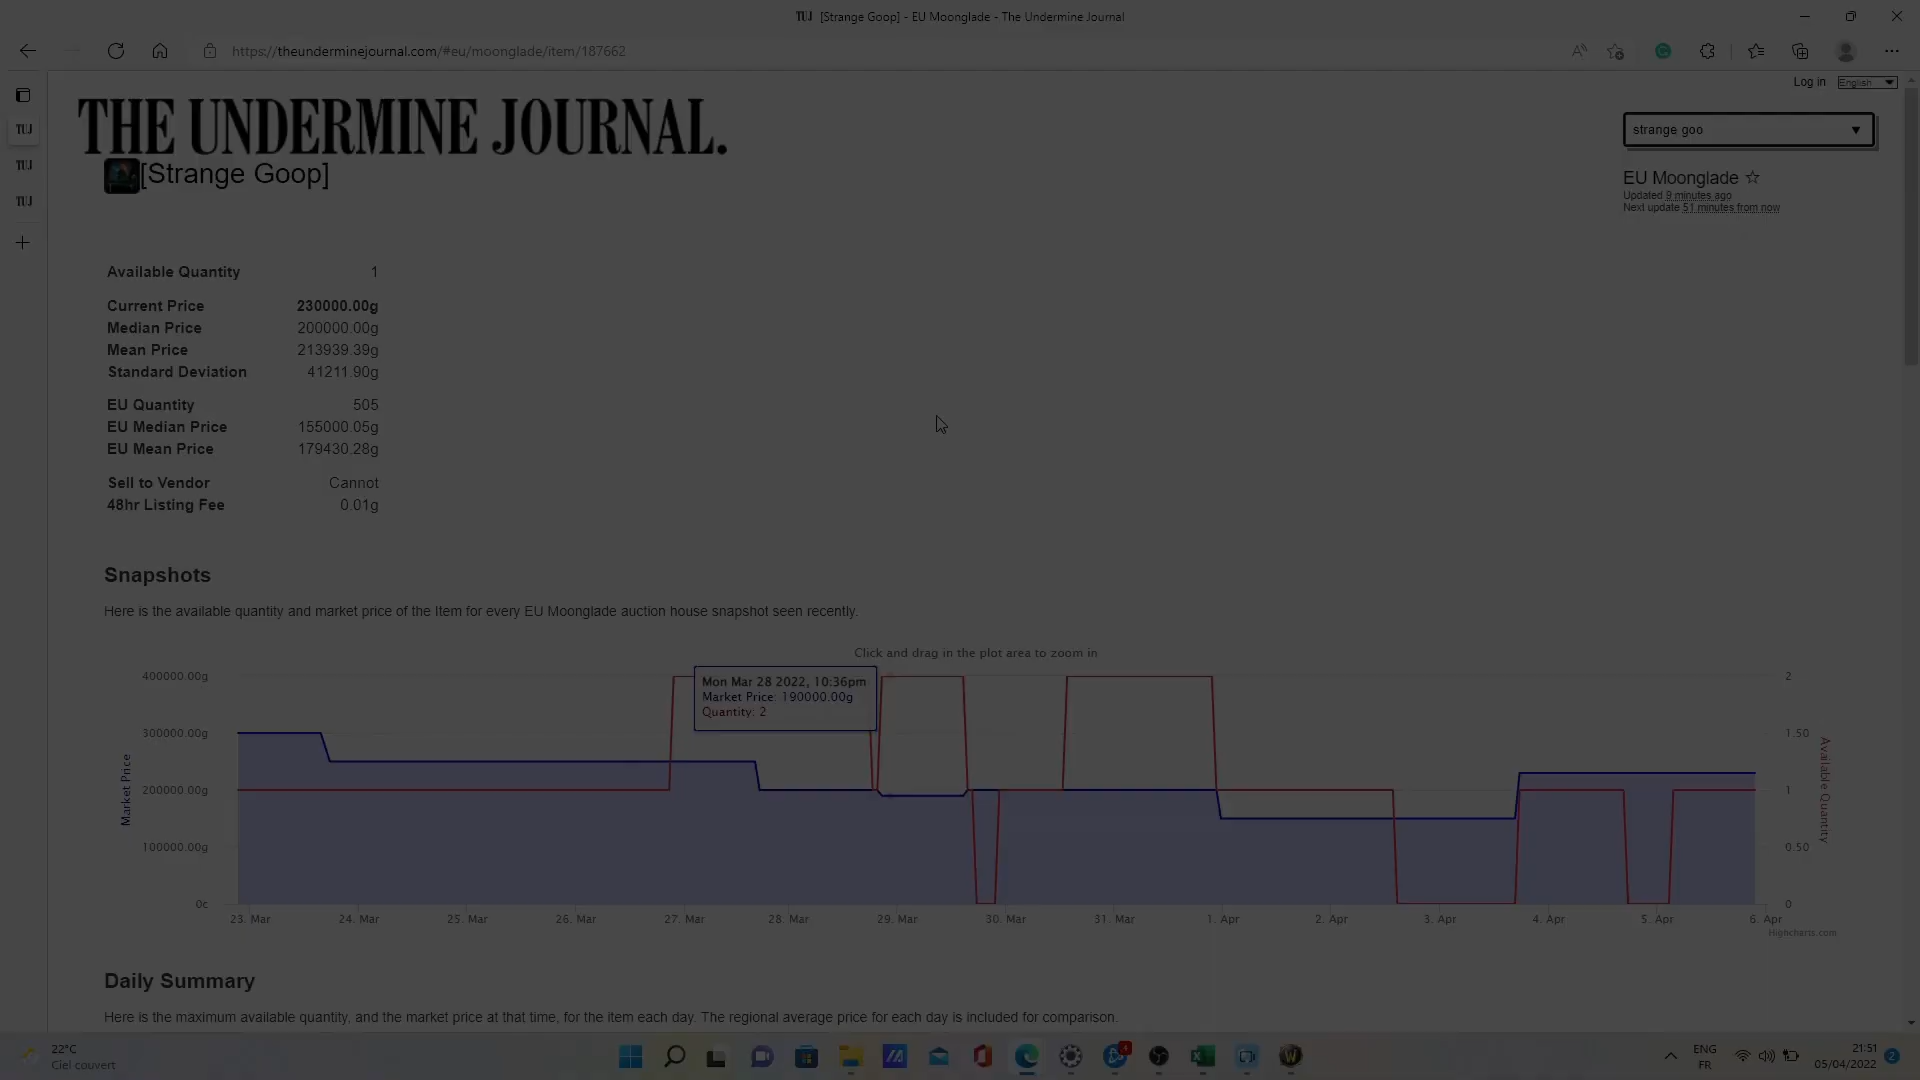 TUJ [Strange Goop] - EU Moonglade - The Undermine Journal
https://theunderminejournal.com/#eu/moonglade/item/187662
Log in English
THE UNDERMINE JOURNAL.
strange goo
[Strange Goop]
EU Moonglade ☆
Updated 9 minutes ago
Next update 51 minutes from now
TUJ
TUJ
TUJ
Available Quantity 1
Current Price 230000.00g
Median Price 200000.00g
Mean Price 213939.39g
Standard Deviation 41211.90g
EU Quantity 505
EU Median Price 155000.05g
EU Mean Price 179430.28g
Sell to Vendor Cannot
48hr Listing Fee 0.01g
Snapshots
Here is the available quantity and market price of the Item for every EU Moonglade auction house snapshot seen recently.
Click and drag in the plot area to zoom in
400000.00g
300000.00g
200000.00g
100000.00g
0c
Market Price
Mon Mar 28 2022, 10:36pm
Market Price: 190000.00g
Quantity: 2
2
1.50
1
0.50
0
Available Quantity
23. Mar 24. Mar 25. Mar 26. Mar 27. Mar 28. Mar 29. Mar 30. Mar 31. Mar 1. Apr 2. Apr 3. Apr 4. Apr 5. Apr 6. Apr
Highcharts.com
Daily Summary
Here is the maximum available quantity, and the market price at that time, for the item each day. The regional average price for each day is included for comparison.
22°C
Ciel couvert
4
ENG
FR
21:51
05/04/2022
2